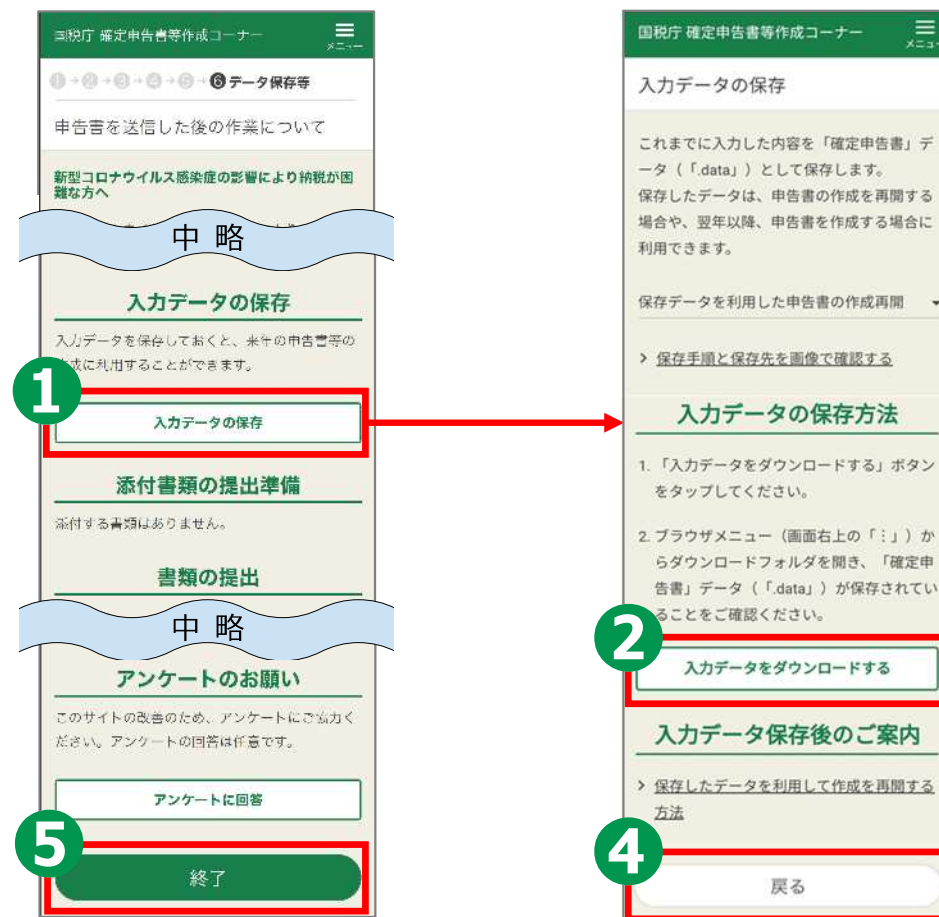 国税庁 確定申告書等作成コーナー
メニュー
1→2→3→4→5→6 データ保存等
申告書を送信した後の作業について
新型コロナウイルス感染症の影響により納税が困
難な方へ
中 略
入力データの保存
入力データを保存しておくと、来年の申告書等の
作成に利用することができます。
1
入力データの保存
添付書類の提出準備
添付する書類はありません。
書類の提出
中 略
アンケートのお願い
このサイトの改善のため、アンケートにご協力く
ださい。アンケートの回答は任意です。
アンケートに回答
5
終了
国税庁 確定申告書等作成コーナー
メニュー
入力データの保存
これまでに入力した内容を「確定申告書」デ
ータ（「.data」）として保存します。
保存したデータは、申告書の作成を再開する
場合や、翌年以降、申告書を作成する場合に
利用できます。
保存データを利用した申告書の作成再開
> 保存手順と保存先を画像で確認する
入力データの保存方法
1. 「入力データをダウンロードする」ボタン
をタップしてください。
2. ブラウザメニュー（画面右上の「⋮」）か
らダウンロードフォルダを開き、「確定申
告書」データ（「.data」）が保存されてい
ることをご確認ください。
2
入力データをダウンロードする
入力データ保存後のご案内
> 保存したデータを利用して作成を再開する
方法
4
戻る